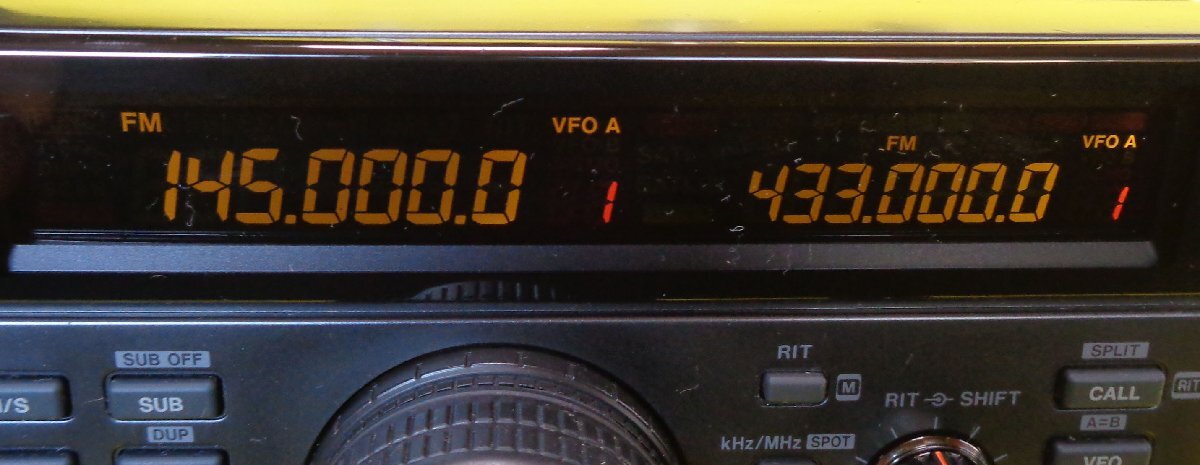 FM VFO A
145.000.0 1
FM VFO A
433.000.0 1
SUB OFF
/S SUB
DUP
RIT
M
RIT SHIFT
kHz/MHz SPOT
SPLIT
CALL RIT
A=B
VFO